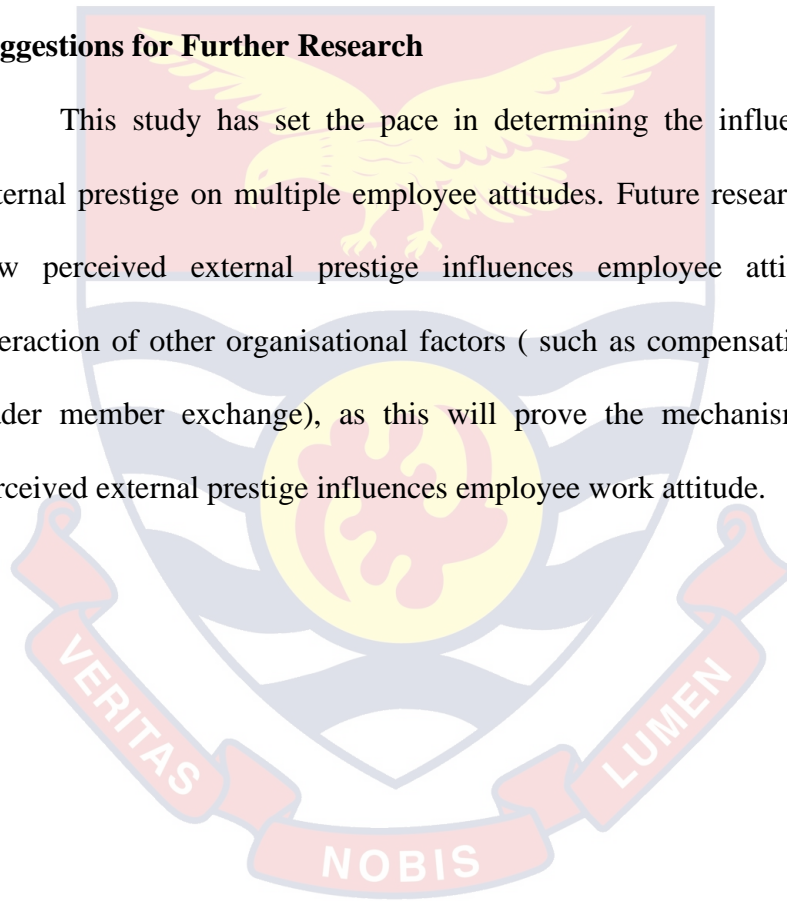 ggestions for Further Research
This study has set the pace in determining the influe
ternal prestige on multiple employee attitudes. Future resear
w perceived external prestige influences employee atti
eraction of other organisational factors ( such as compensati
der member exchange), as this will prove the mechanism
rceived external prestige influences employee work attitude.
VERITAS
NOBIS
LUMEN